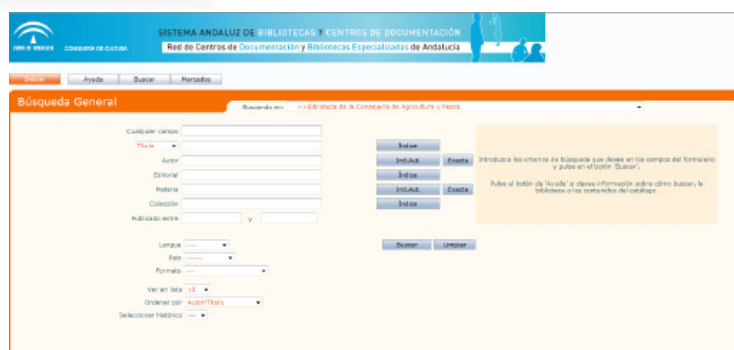 SISTEMA ANDALUZ DE BIBLIOTECAS Y CENTROS DE DOCUMENTACIÓN
Red de Centros de Documentación y Bibliotecas Especializadas de Andalucía
JUNTA DE ANDALUCIA CONSEJERÍA DE CULTURA
Inicio Ayuda Buscar Mercados
Búsqueda General
Buscando en: >>Biblioteca de la Consejería de Agricultura y Pesca
Cualquier campo
Título Índice
Autor Ind.Aut. Exacta
Editorial Índice
Materia Ind.Aut. Exacta
Colección Índice
Publicado entre y
Introduzca los criterios de búsqueda que desee en los campos del formulario
y pulse en el botón 'Buscar'.
Pulse el botón de 'Ayuda' si desea información sobre cómo buscar, la
biblioteca o los contenidos del catálogo.
Lengua ---- Buscar Limpiar
País ------
Formato ---
Ver en lista 10
Ordenar por Autor/Título
Seleccionar histórico ---